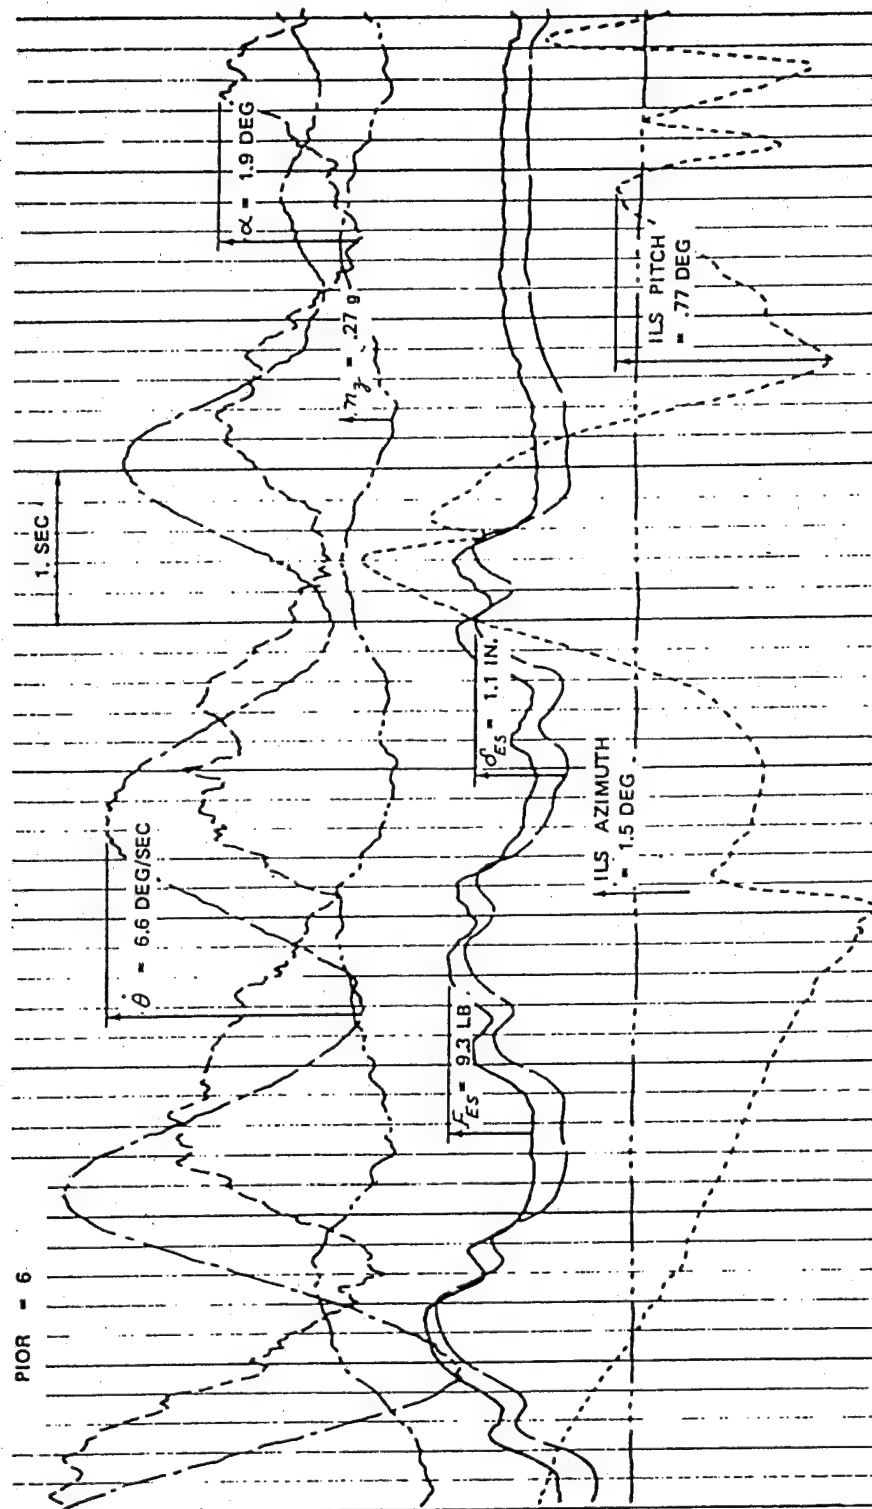 PIOR = 6
1. SEC
θ̇ = 6.6 DEG/SEC
α = 1.9 DEG
n_z = .27 g
F_ES = 9.3 LB.
δ_ES = 1.1 IN.
ILS AZIMUTH
= 1.5 DEG
ILS PITCH
= .77 DEG